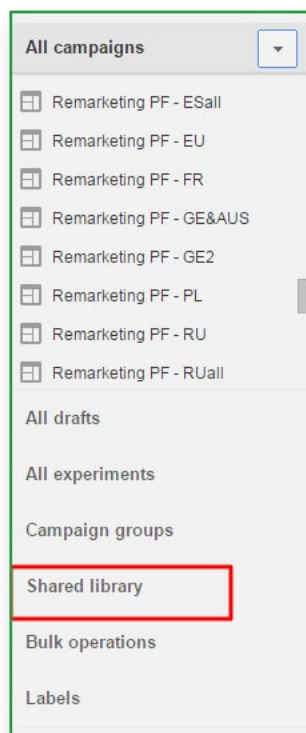 All campaigns
Remarketing PF - ESall
Remarketing PF - EU
Remarketing PF - FR
Remarketing PF - GE&AUS
Remarketing PF - GE2
Remarketing PF - PL
Remarketing PF - RU
Remarketing PF - RUall
All drafts
All experiments
Campaign groups
Shared library
Bulk operations
Labels